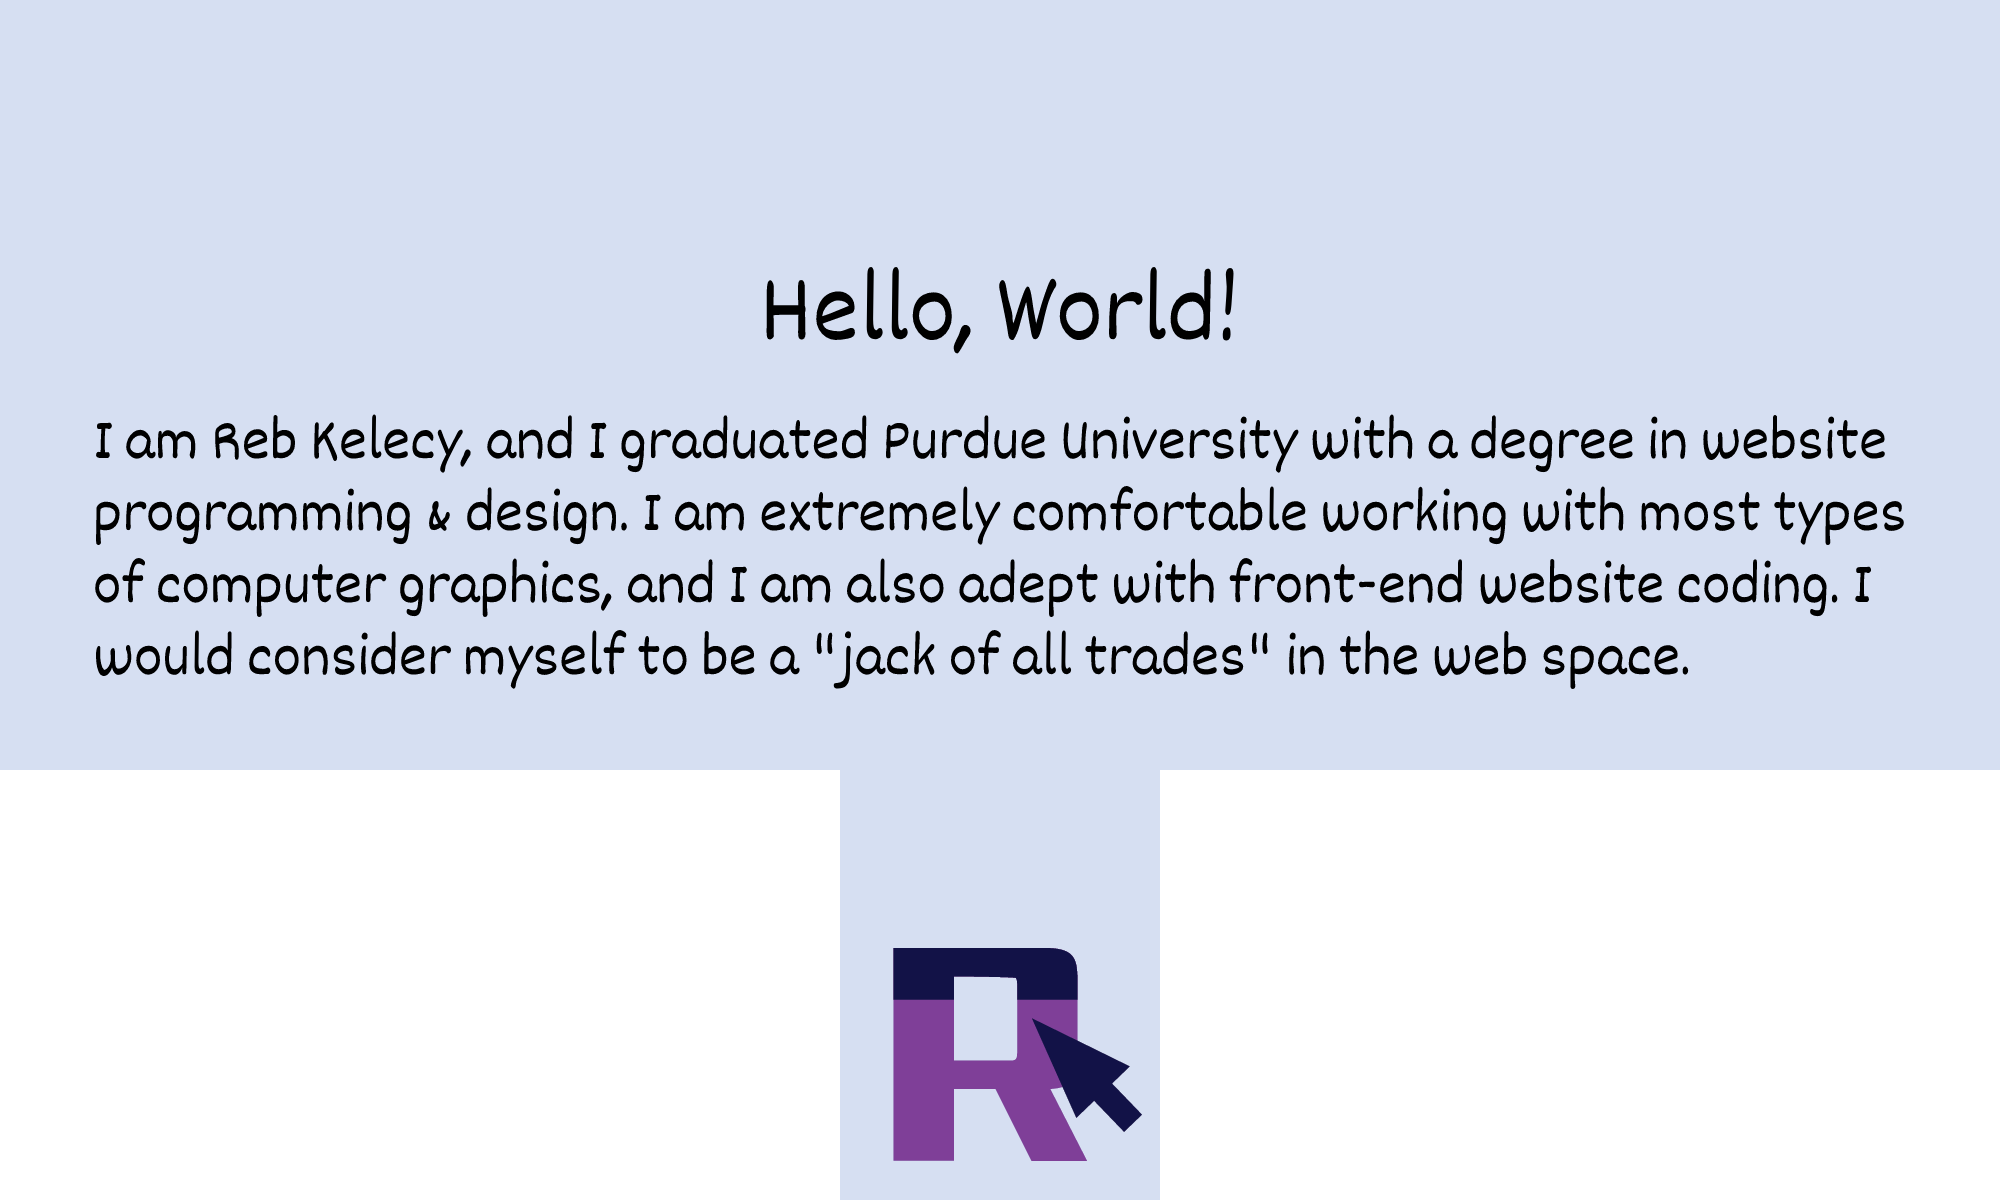 Hello, World!
I am Reb Kelecy, and I graduated Purdue University with a degree in website
programming & design. I am extremely comfortable working with most types
of computer graphics, and I am also adept with front-end website coding. I
would consider myself to be a "jack of all trades" in the web space.
R